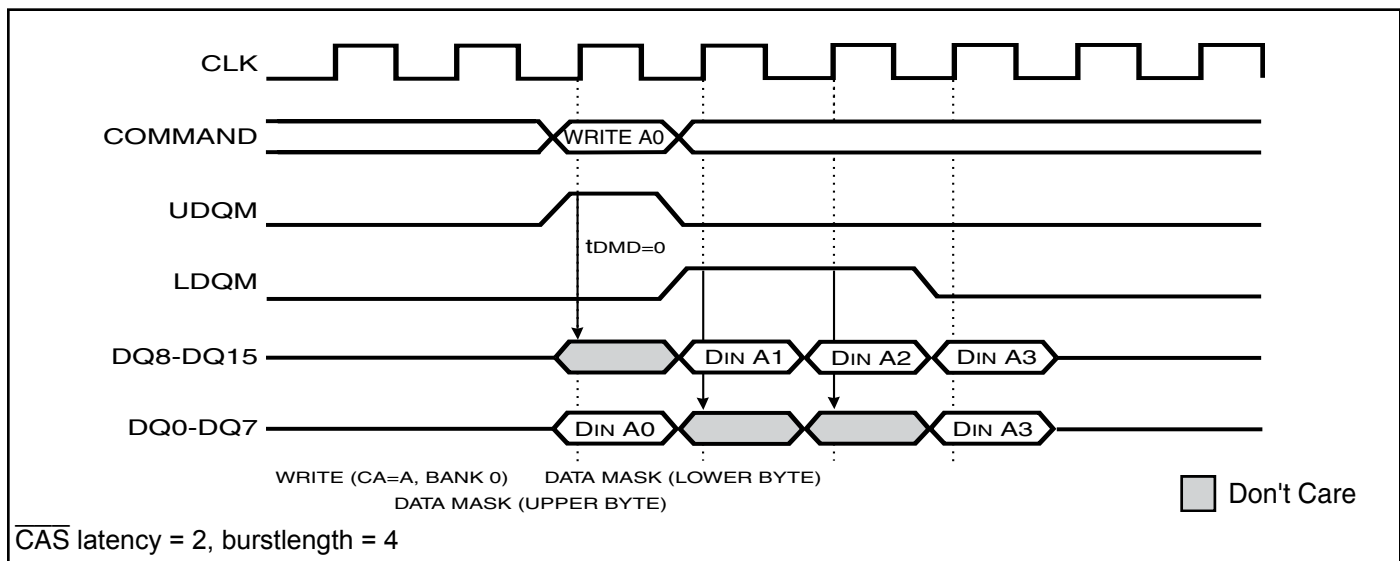 CLK
COMMAND WRITE A0
UDQM
tDMD=0
LDQM
DQ8-DQ15 DIN A1 DIN A2 DIN A3
DQ0-DQ7 DIN A0 DIN A3
WRITE (CA=A, BANK 0) DATA MASK (LOWER BYTE)
DATA MASK (UPPER BYTE)
Don't Care
CAS latency = 2, burstlength = 4